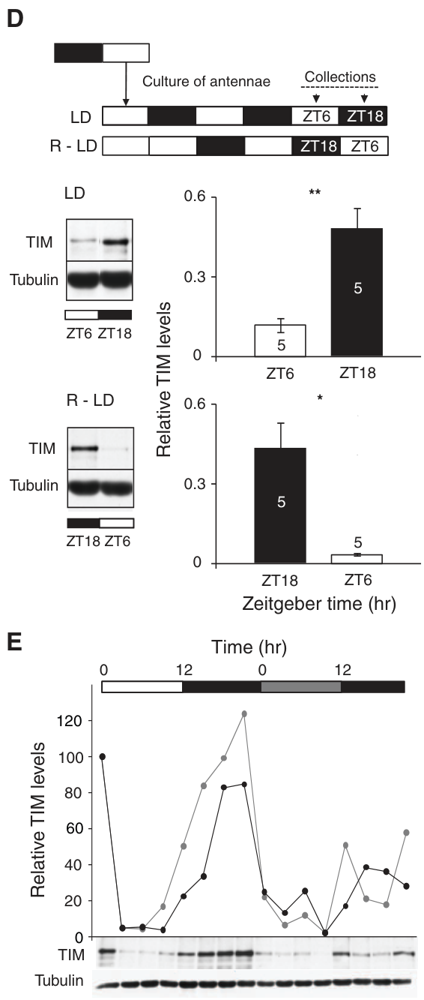 D
Culture of antennae
Collections
LD ZT6 ZT18
R - LD ZT18 ZT6
LD
TIM
Tubulin
ZT6 ZT18
R - LD
TIM
Tubulin
ZT18 ZT6
Relative TIM levels
0.6
**
0.3
5
5
0
ZT6 ZT18
0.6
*
0.3
5
5
0
ZT18 ZT6
Zeitgeber time (hr)
E
Time (hr)
0 12 0 12
Relative TIM levels
120
100
80
60
40
20
0
TIM
Tubulin